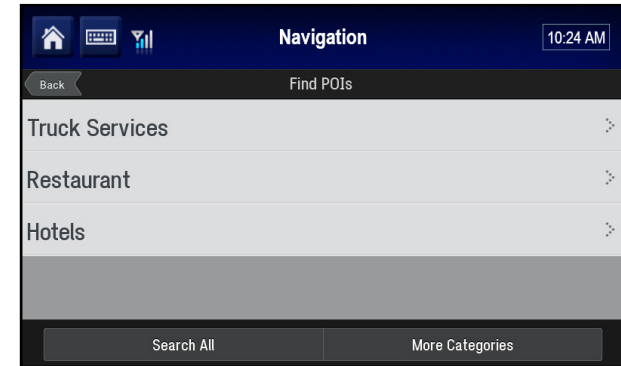 Navigation
10:24 AM
Back
Find POIs
Truck Services
Restaurant
Hotels
Search All
More Categories